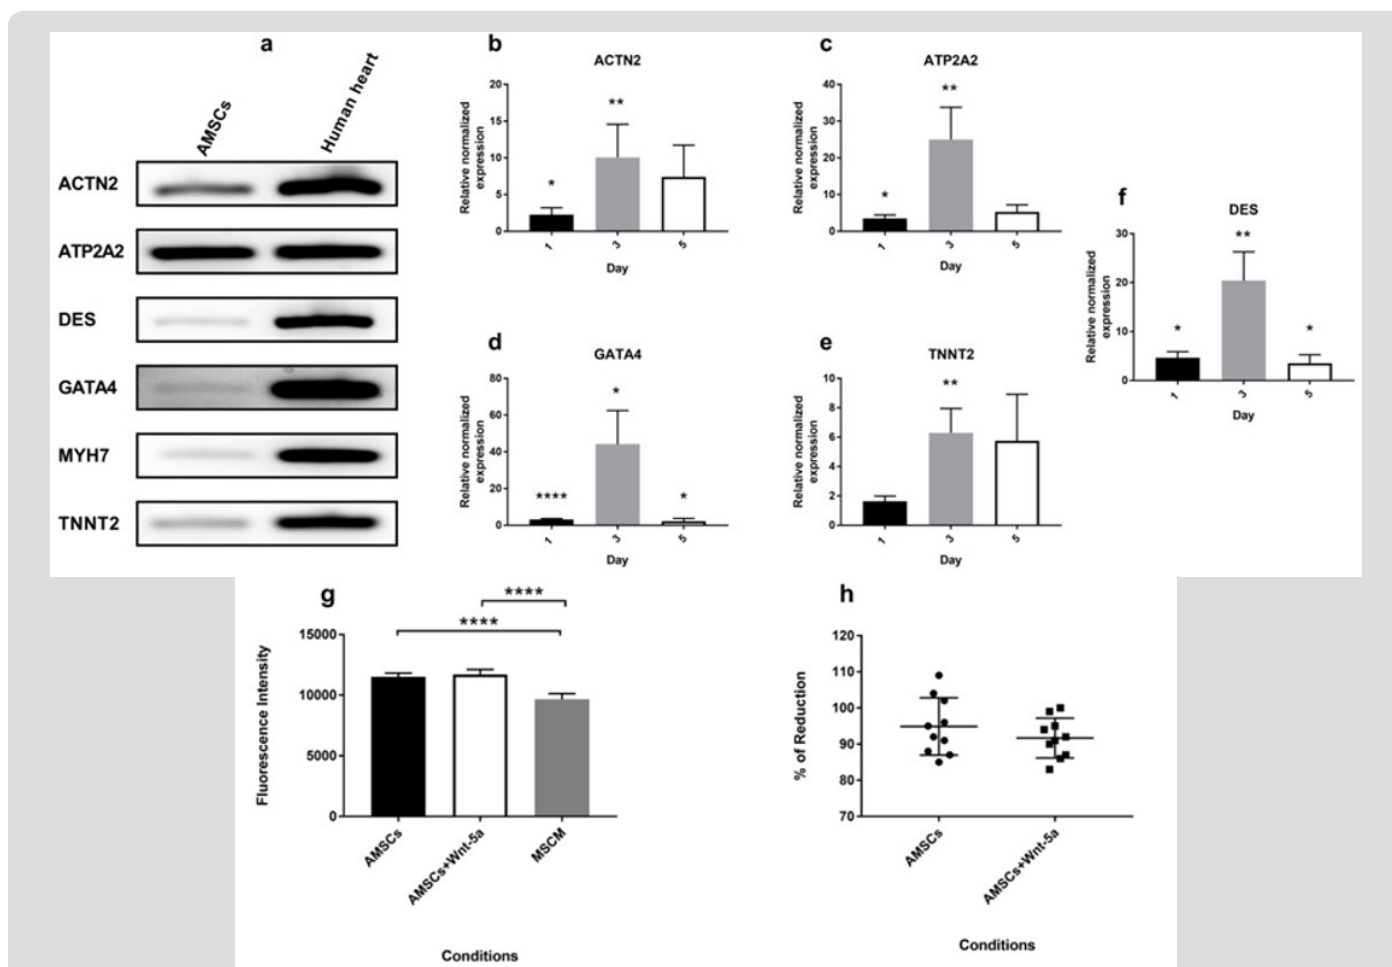 a
AMSCs
Human heart
ACTN2
ATP2A2
DES
GATA4
MYH7
TNNT2
b
ACTN2
Relative normalized
expression
20
15
10
5
0
*
**
1
3
5
Day
c
ATP2A2
Relative normalized
expression
40
30
20
10
0
*
**
1
3
5
Day
d
GATA4
Relative normalized
expression
80
60
40
20
0
****
*
*
1
3
5
Day
e
TNNT2
Relative normalized
expression
8
6
4
2
0
**
1
3
5
Day
f
DES
Relative normalized
expression
30
20
10
0
*
**
*
1
3
5
Day
g
****
****
Fluorescence Intensity
15000
10000
5000
0
AMSCs
AMSCs+Wnt-5a
MSCM
Conditions
h
% of Reduction
120
110
100
90
80
70
AMSCs
AMSCs+Wnt-5a
Conditions